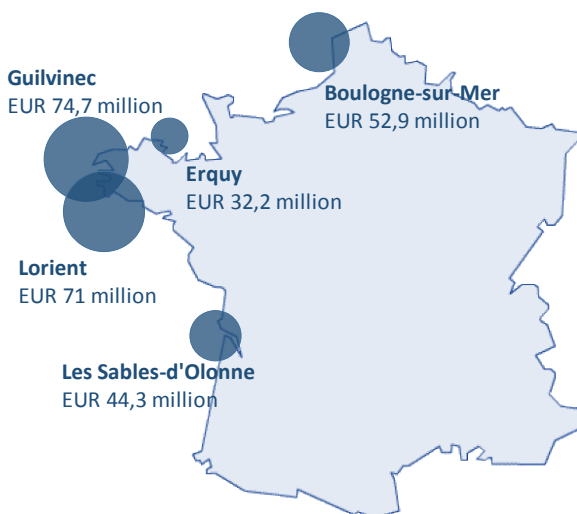 Guilvinec
EUR 74,7 million
Boulogne-sur-Mer
EUR 52,9 million
Erquy
EUR 32,2 million
Lorient
EUR 71 million
Les Sables-d'Olonne
EUR 44,3 million